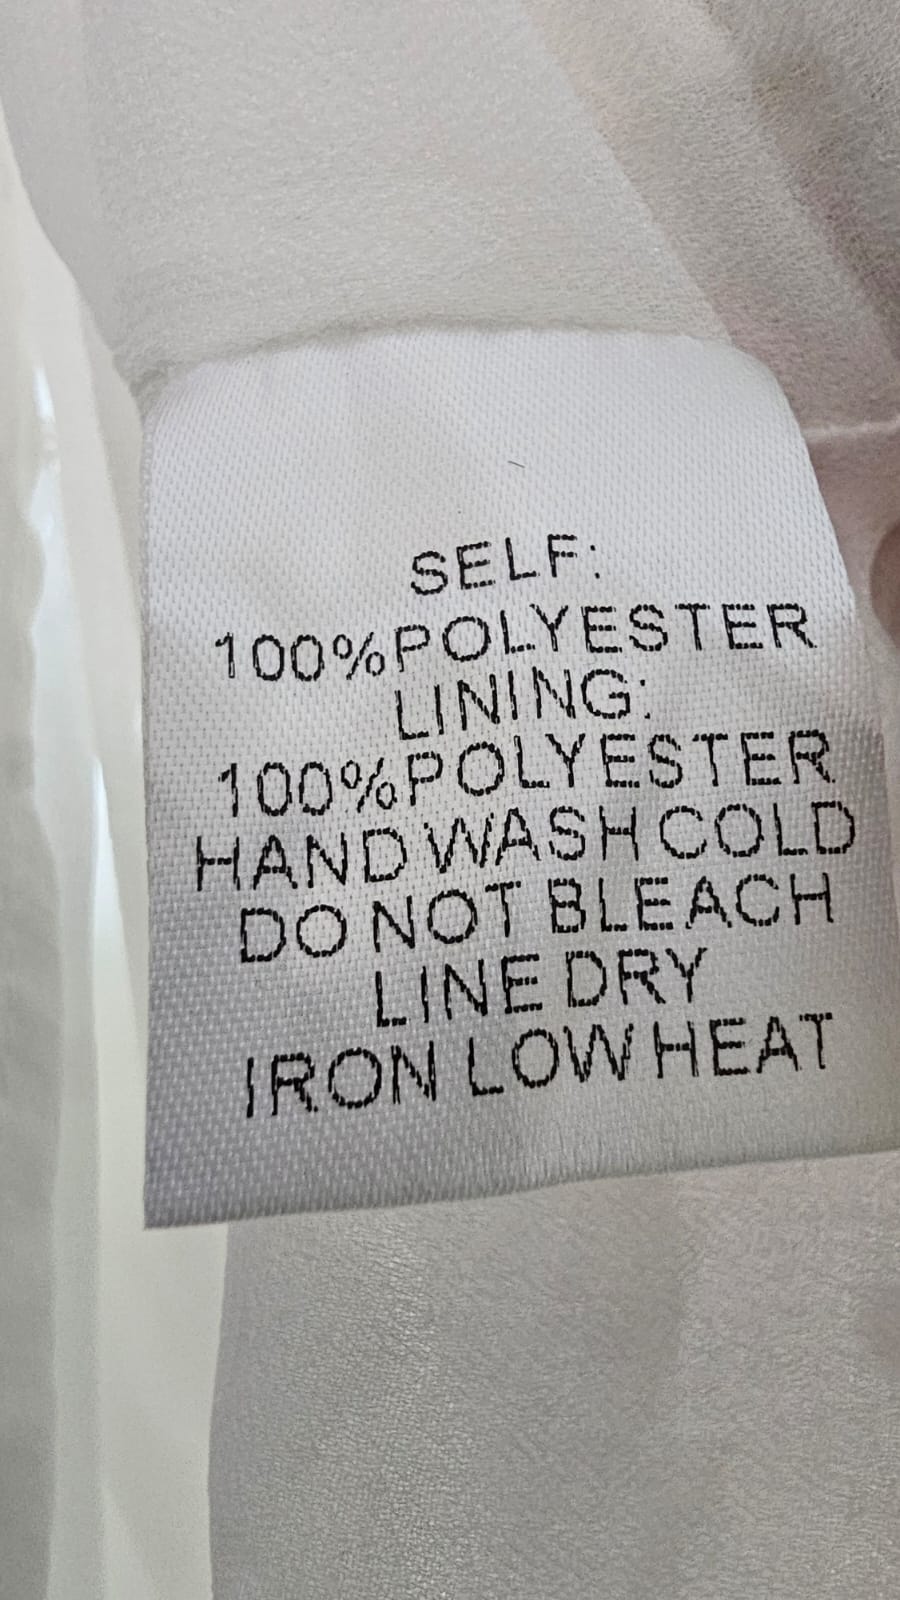 SELF:
100%POLYESTER
LINING:
100%POLYESTER
HAND WASH COLD
DO NOT BLEACH
LINE DRY
IRON LOW HEAT